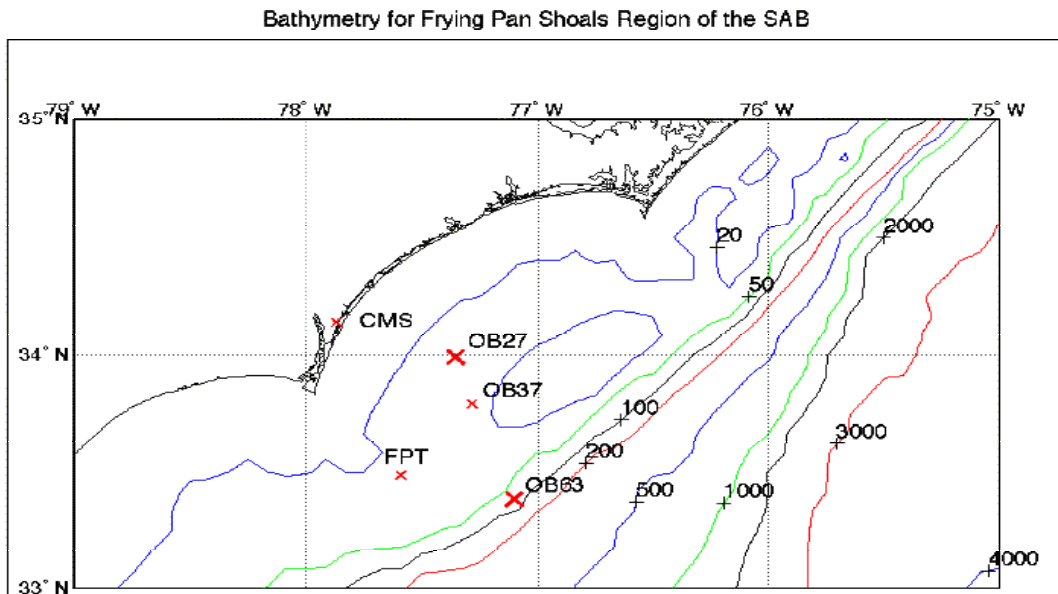 Bathymetry for Frying Pan Shoals Region of the SAB
79° W 78° W 77° W 76° W 75° W
35° N
20
2000
50
CMS
OB27
34° N
OB37
100
3000
FPT
200
OB63
500
1000
4000
33° N